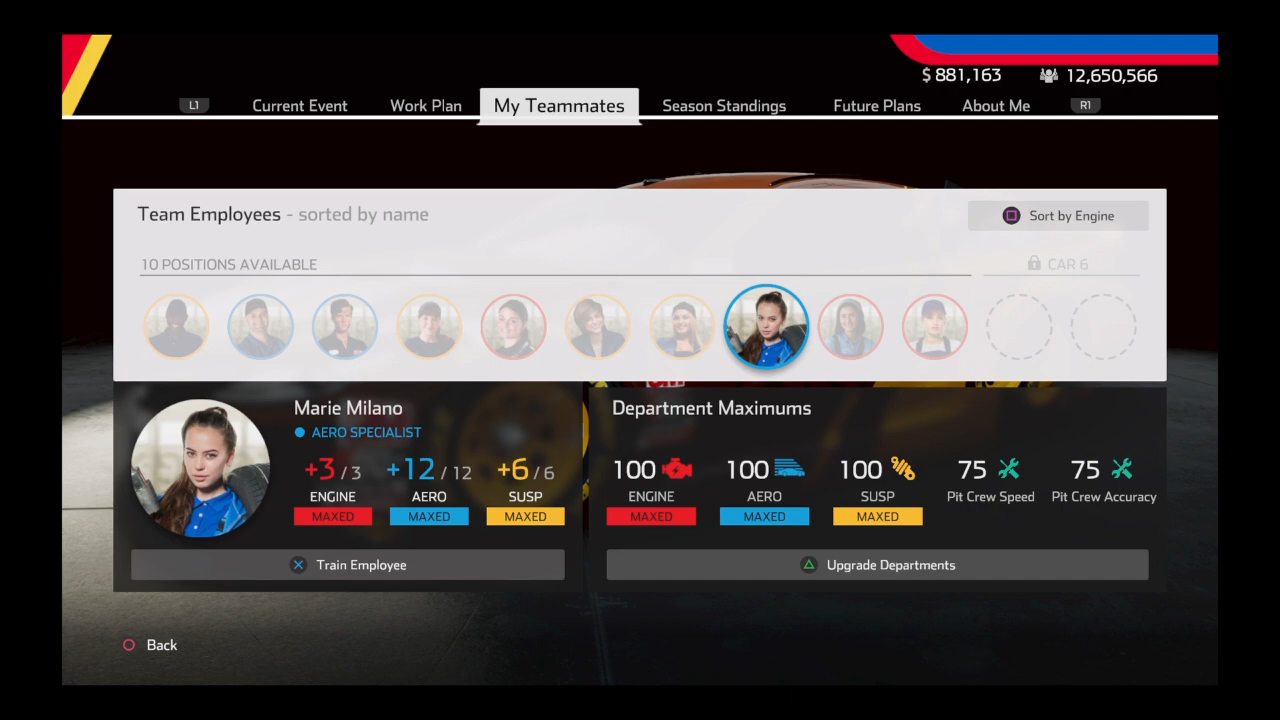 $ 881,163 12,650,566
L1 Current Event Work Plan My Teammates Season Standings Future Plans About Me R1
Team Employees - sorted by name
Sort by Engine
10 POSITIONS AVAILABLE
CAR 6
Marie Milano
AERO SPECIALIST
+3 / 3 +12 / 12 +6 / 6
ENGINE AERO SUSP
MAXED MAXED MAXED
Train Employee
Department Maximums
100 100 100 75 75
ENGINE AERO SUSP Pit Crew Speed Pit Crew Accuracy
MAXED MAXED MAXED
Upgrade Departments
Back